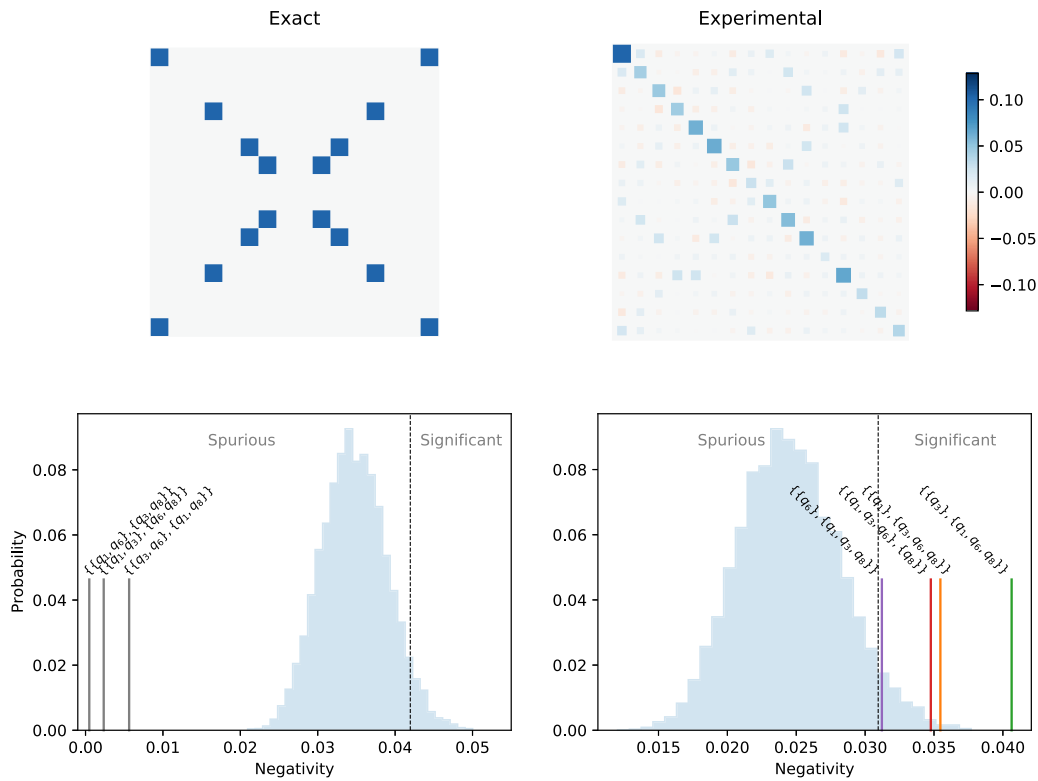 Exact
Experimental
0.10
0.05
0.00
−0.05
−0.10
Spurious
Significant
{{q1, q6}, {q3, q8}}
{{q1, q3}, {q6, q8}}
{{q3, q6}, {q1, q8}}
0.08
0.06
0.04
0.02
0.00
Probability
0.00
0.01
0.02
0.03
0.04
0.05
Negativity
Spurious
Significant
{{q6}, {q1, q3, q8}}
{{q1, q3, q6}, {q8}}
{{q1}, {q3, q6, q8}}
{{q3}, {q1, q6, q8}}
0.08
0.06
0.04
0.02
0.00
0.015
0.020
0.025
0.030
0.035
0.040
Negativity